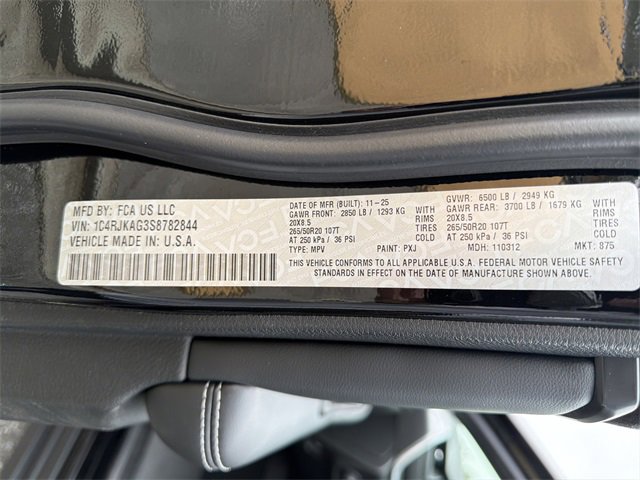 MFD BY: FCA US LLC
VIN: 1C4RJKAG3S8782844
VEHICLE MADE IN U.S.A.
DATE OF MFR (BUILT): 11-25
GAWR FRONT: 2850 LB / 1293 KG WITH
20X8.5 RIMS
265/50R20 107T TIRES
AT 250 kPa / 36 PSI COLD
TYPE: MPV PAINT: PXJ
GVWR: 6500 LB / 2949 KG
GAWR REAR: 3700 LB / 1679 KG WITH
20X8.5 RIMS
265/50R20 107T TIRES
AT 250 kPa / 36 PSI COLD
MDH: 110312 MKT: 875
THIS VEHICLE CONFORMS TO ALL APPLICABLE U.S.A. FEDERAL MOTOR VEHICLE SAFETY
STANDARDS IN EFFECT ON THE DATE OF MANUFACTURE SHOWN ABOVE.